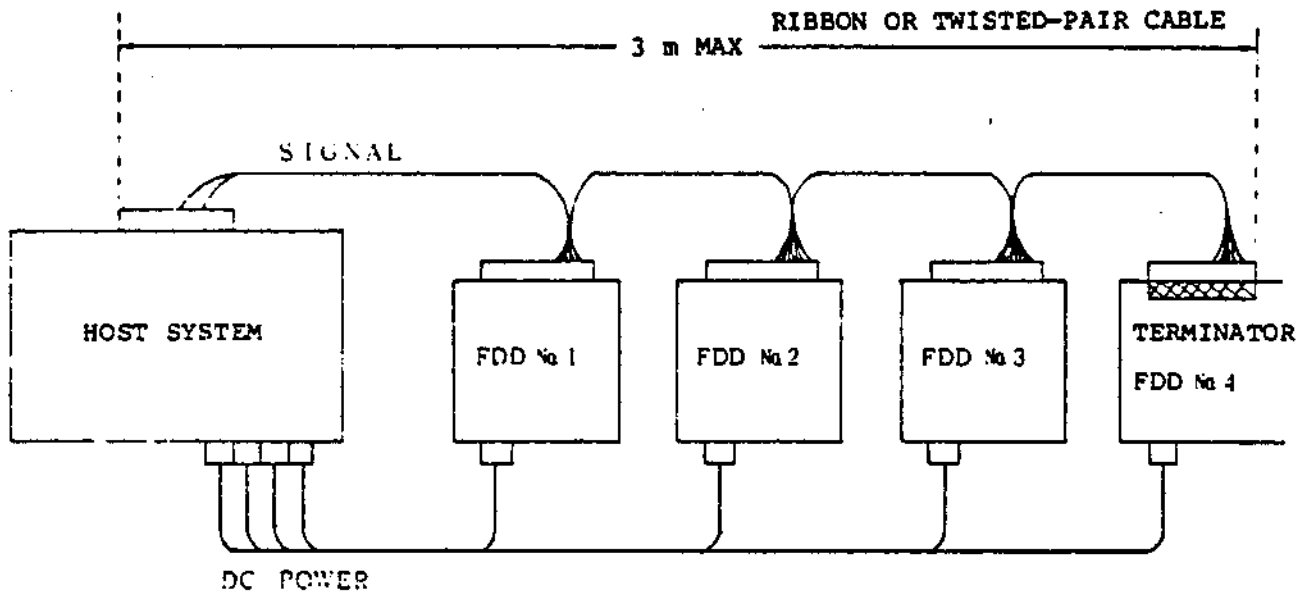 RIBBON OR TWISTED-PAIR CABLE
3 m MAX
SIGNAL
HOST SYSTEM
FDD № 1
FDD № 2
FDD № 3
TERMINATOR
FDD № 4
DC POWER